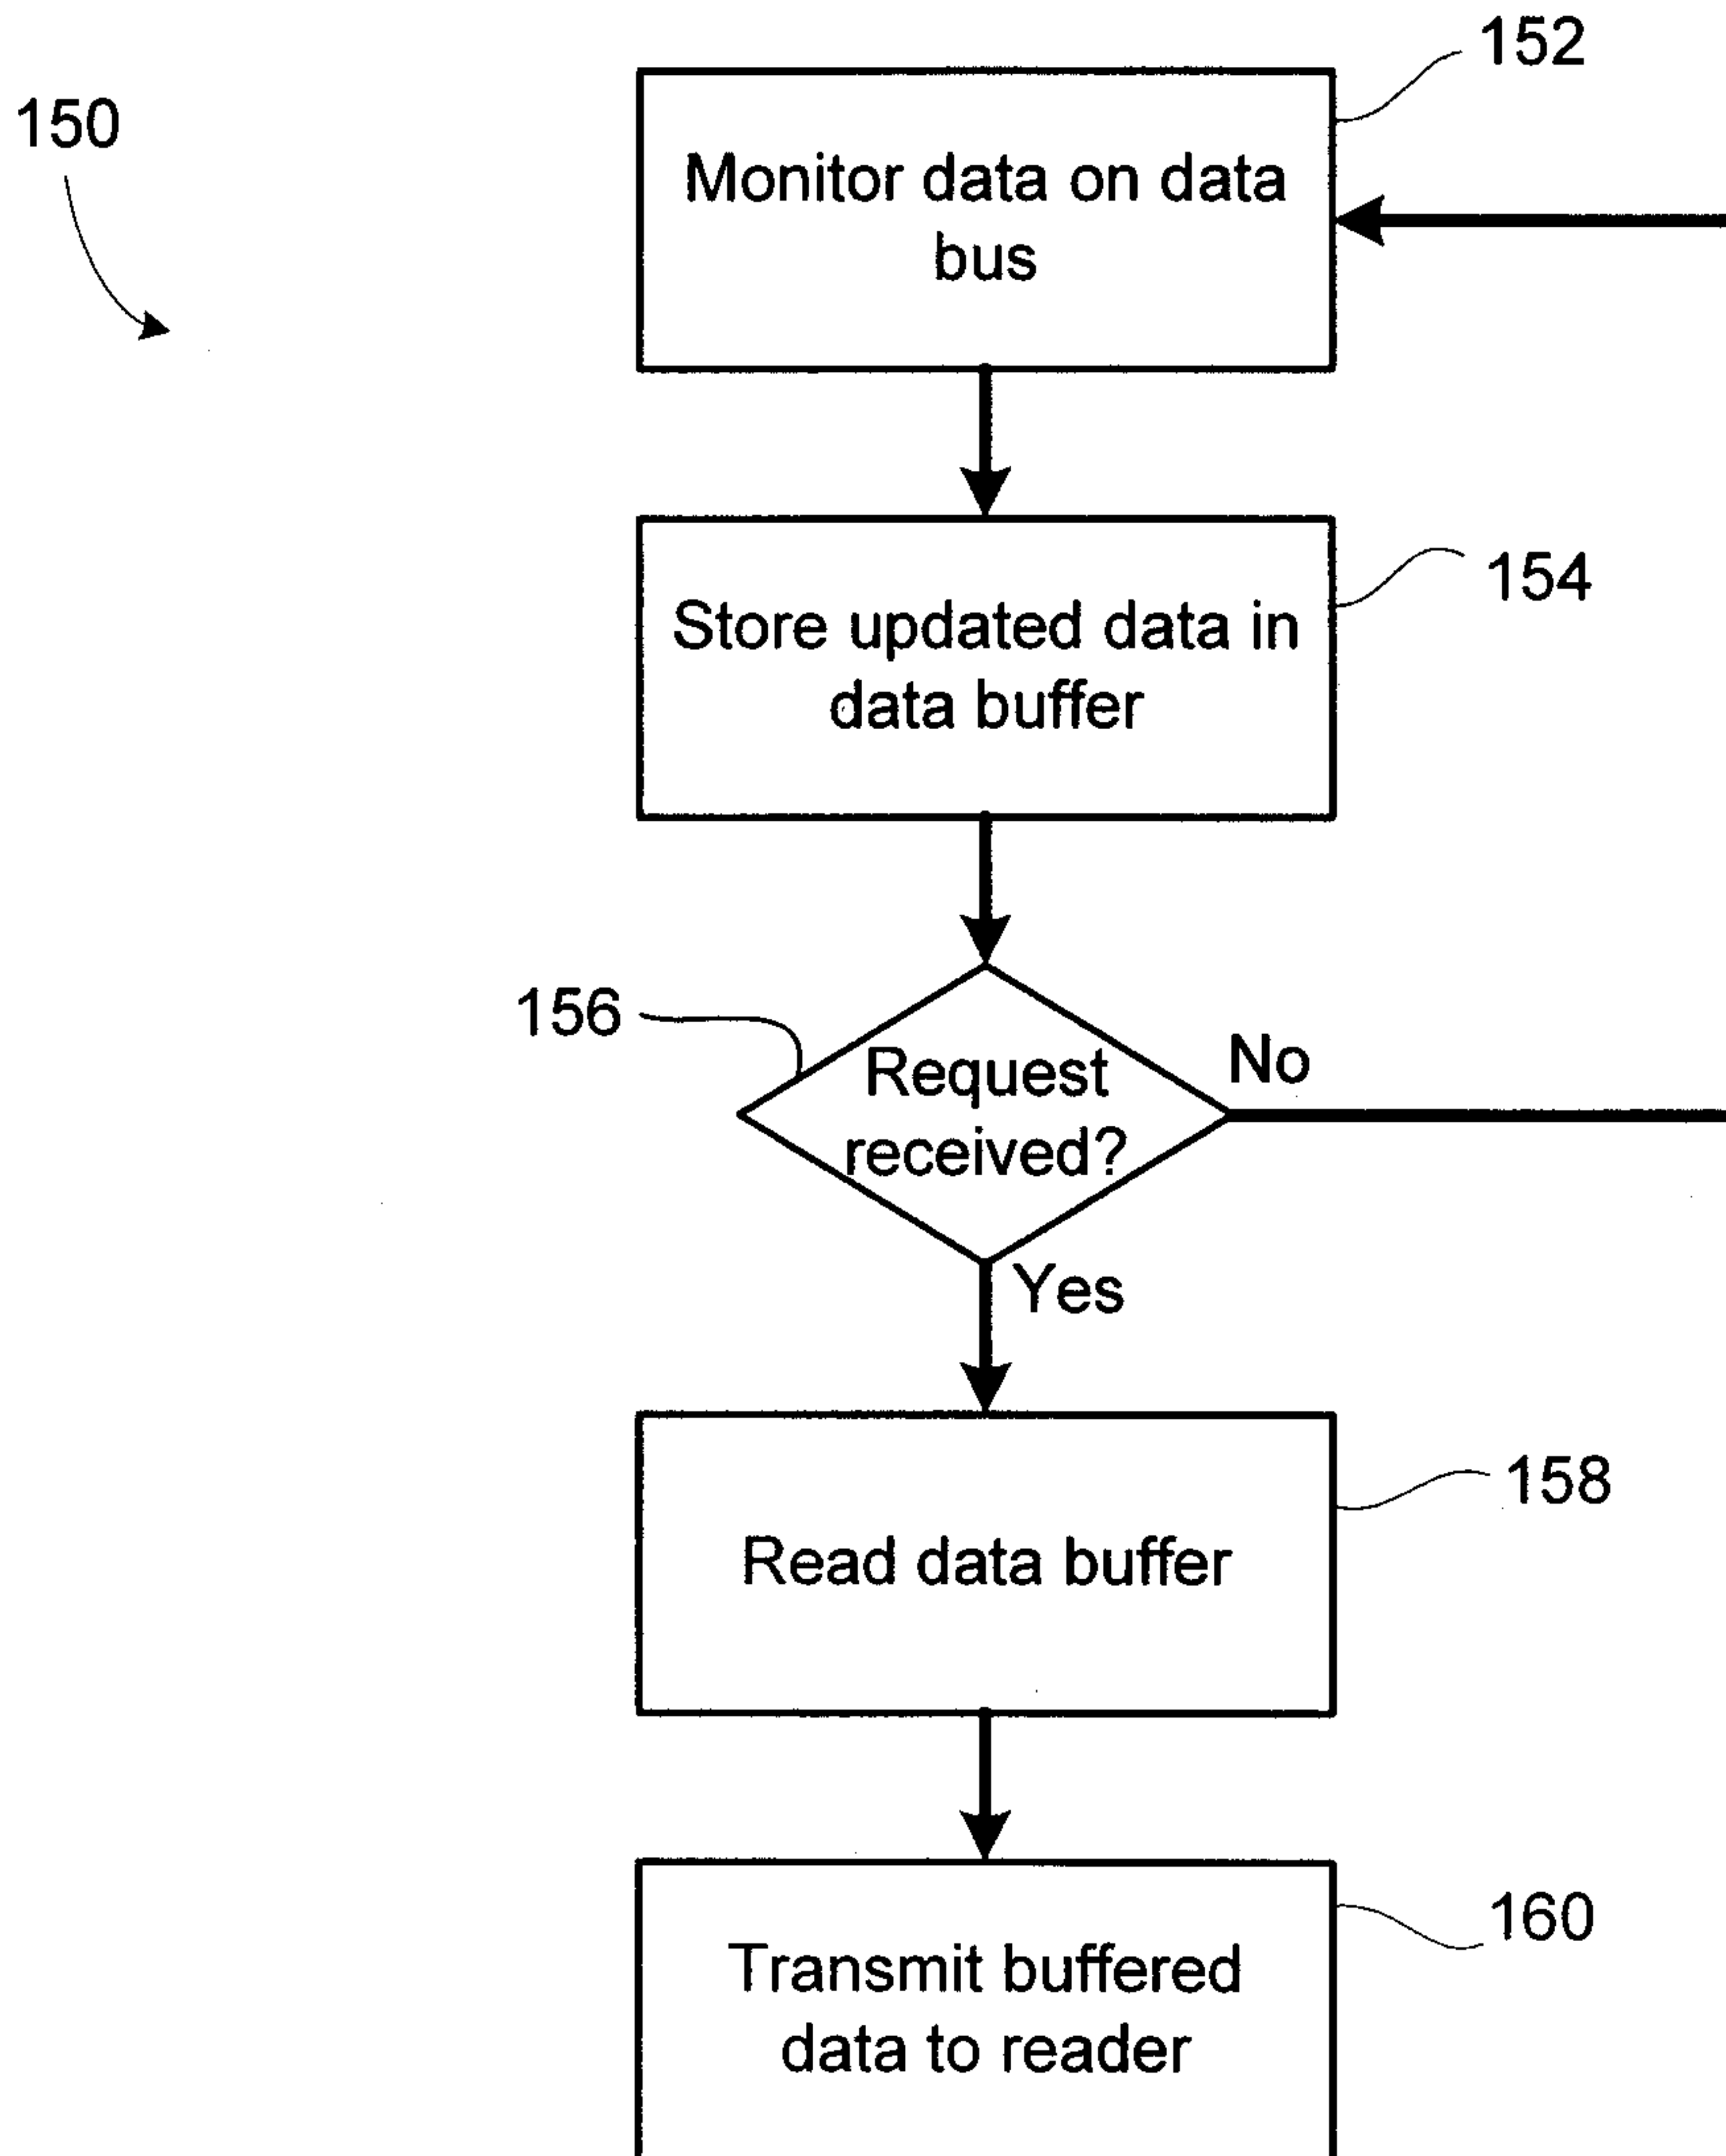 152
150
Monitor data on data
bus
154
Store updated data in
data buffer
156
Request
received?
No
Yes
158
Read data buffer
160
Transmit buffered
data to reader